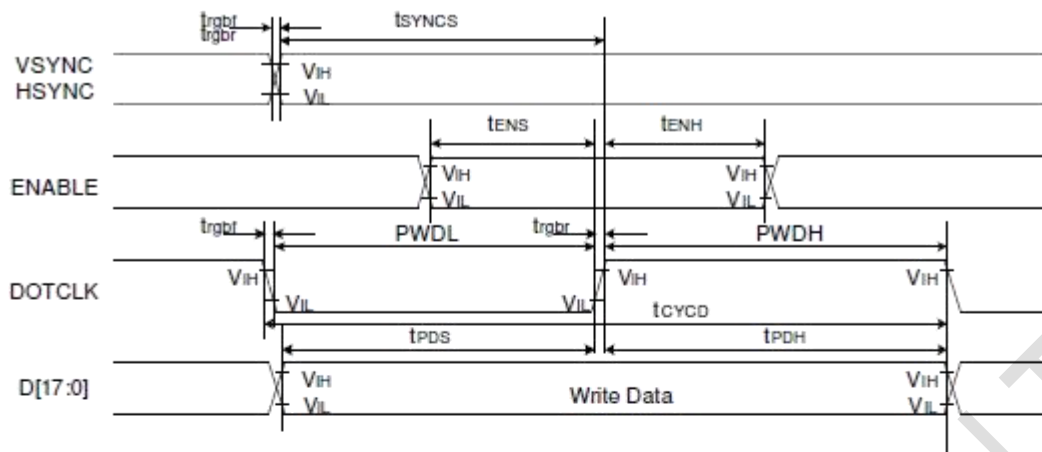 trgbf tSYNCS
trgbr
VSYNC VIH
HSYNC VIL
tENS tENH
ENABLE VIH VIH
VIL VIL
trgbf PWDL trgbr PWDH
DOTCLK VIH VIH VIH
VIL VIL
tCYCD
tPDS tPDH
D[17:0] VIH Write Data VIH
VIL VIL